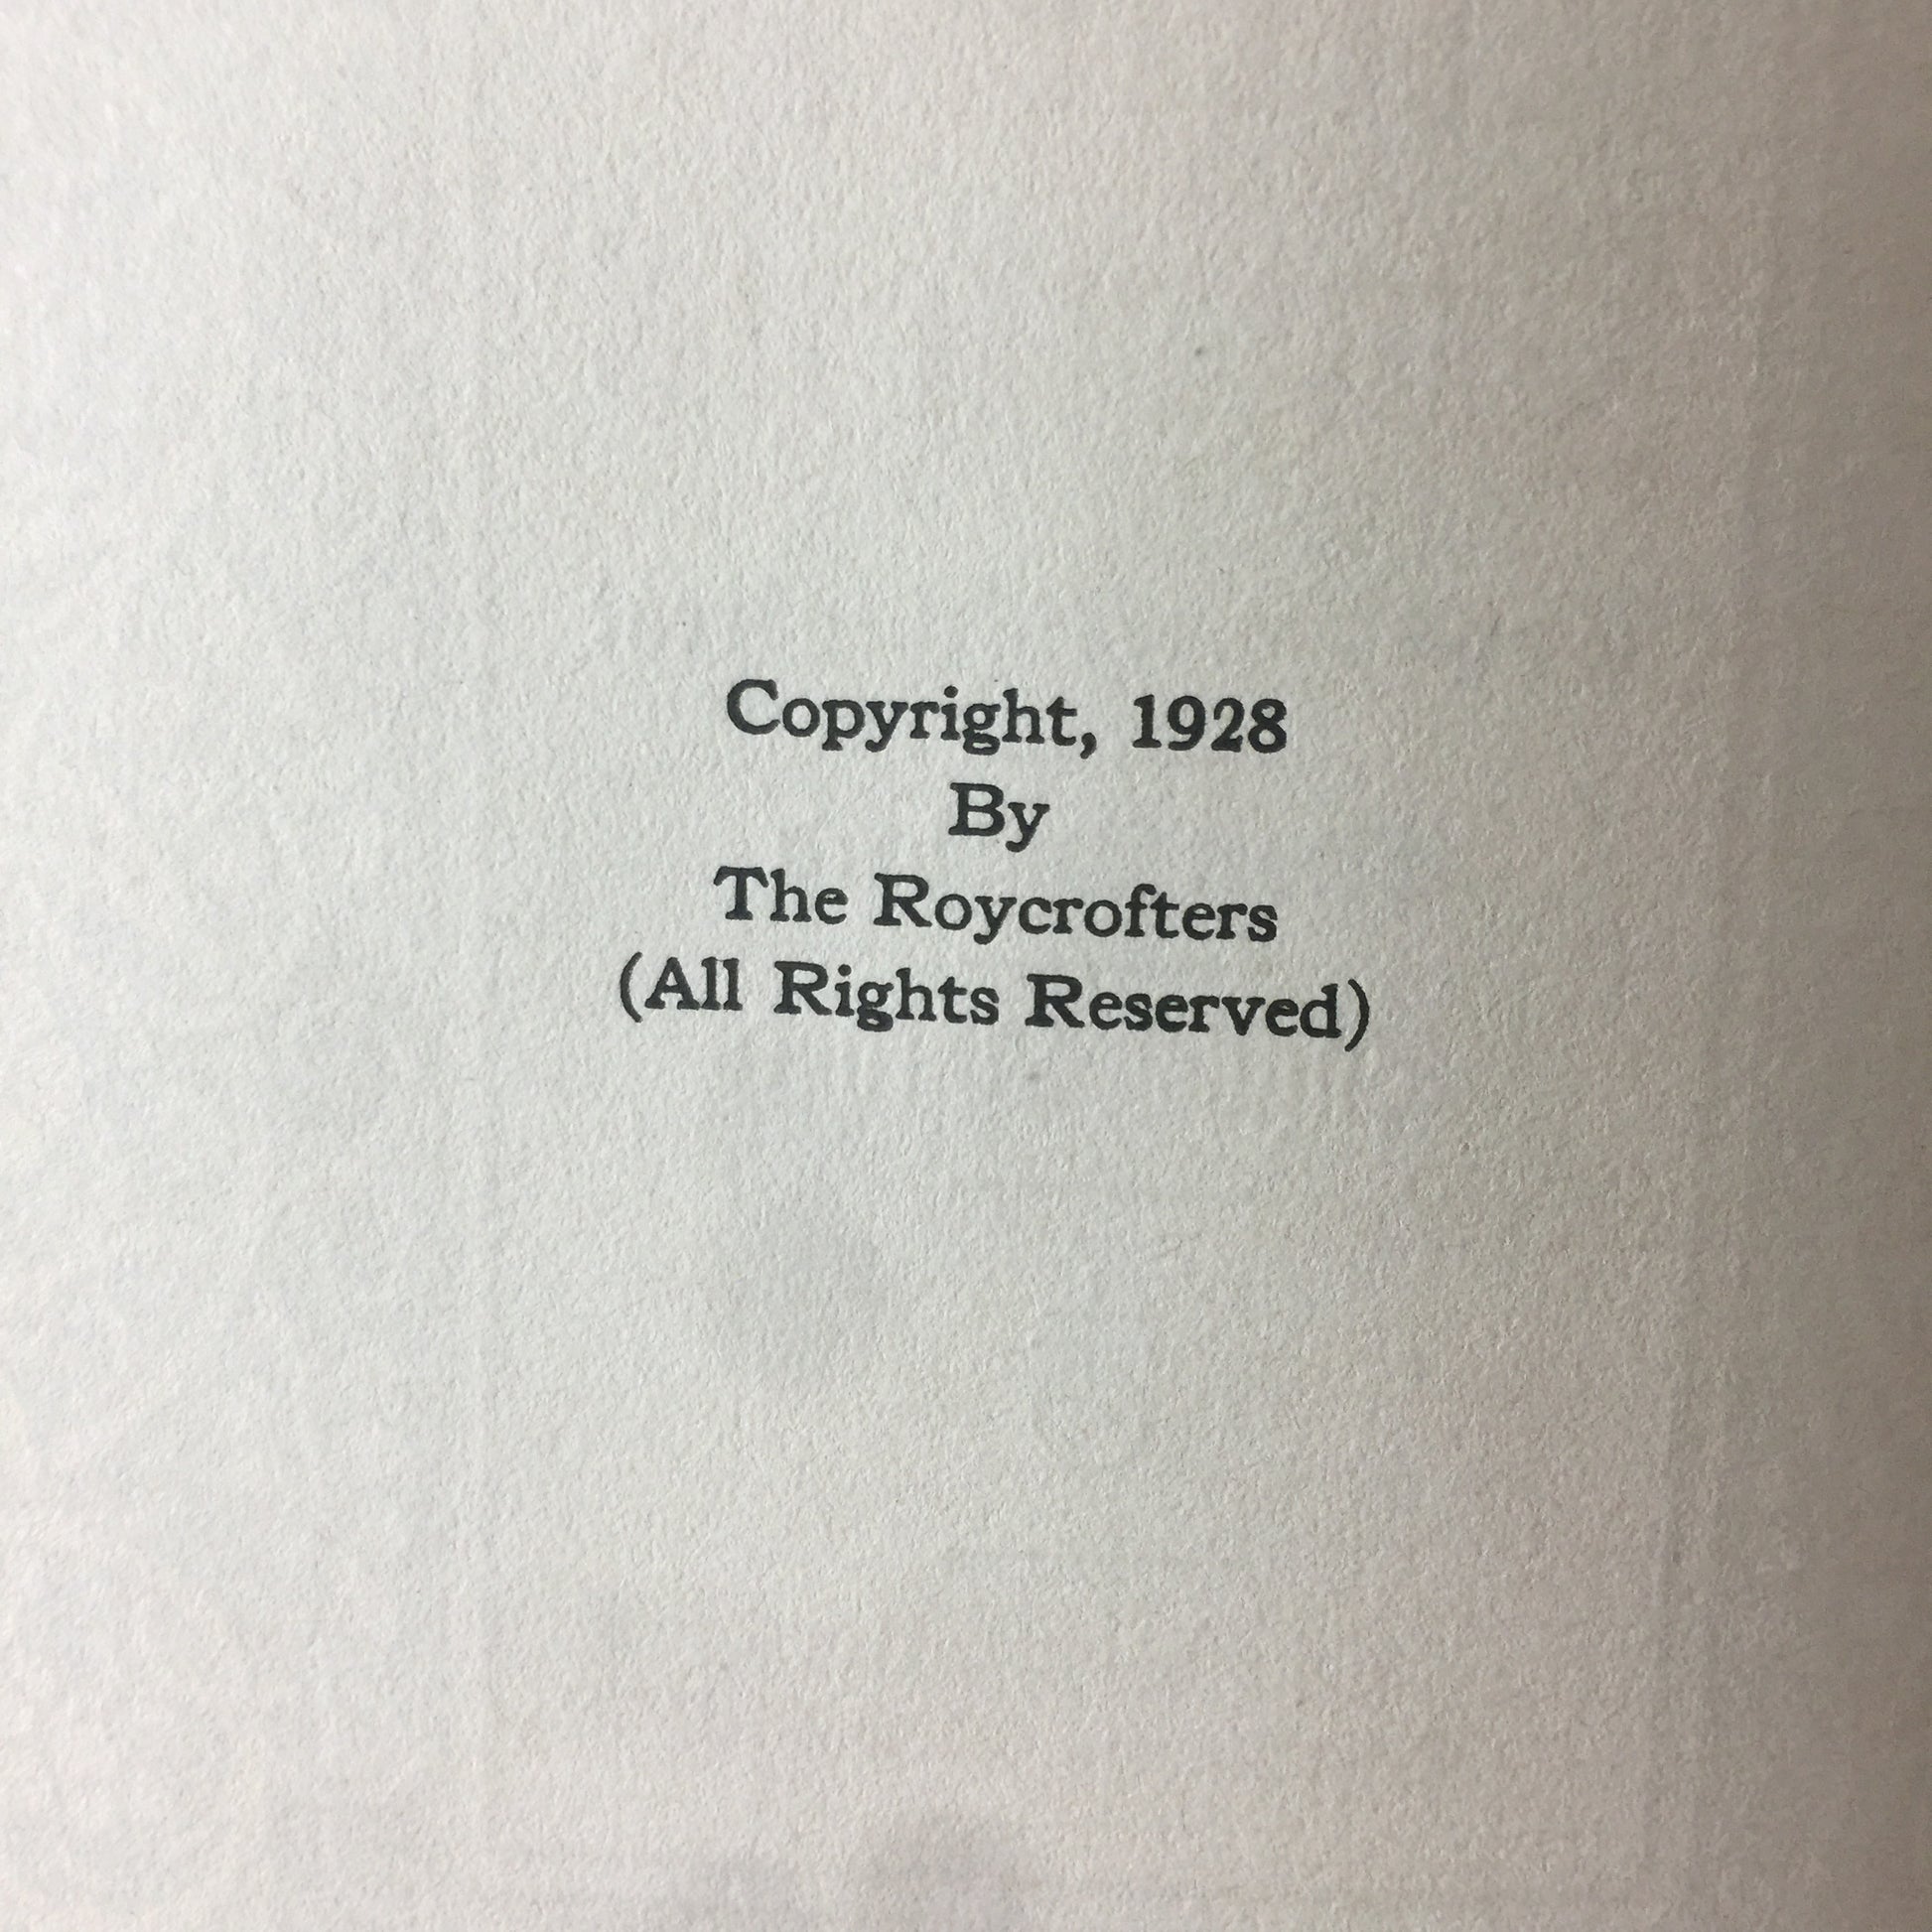 Copyright, 1928
By
The Roycrofters
(All Rights Reserved)